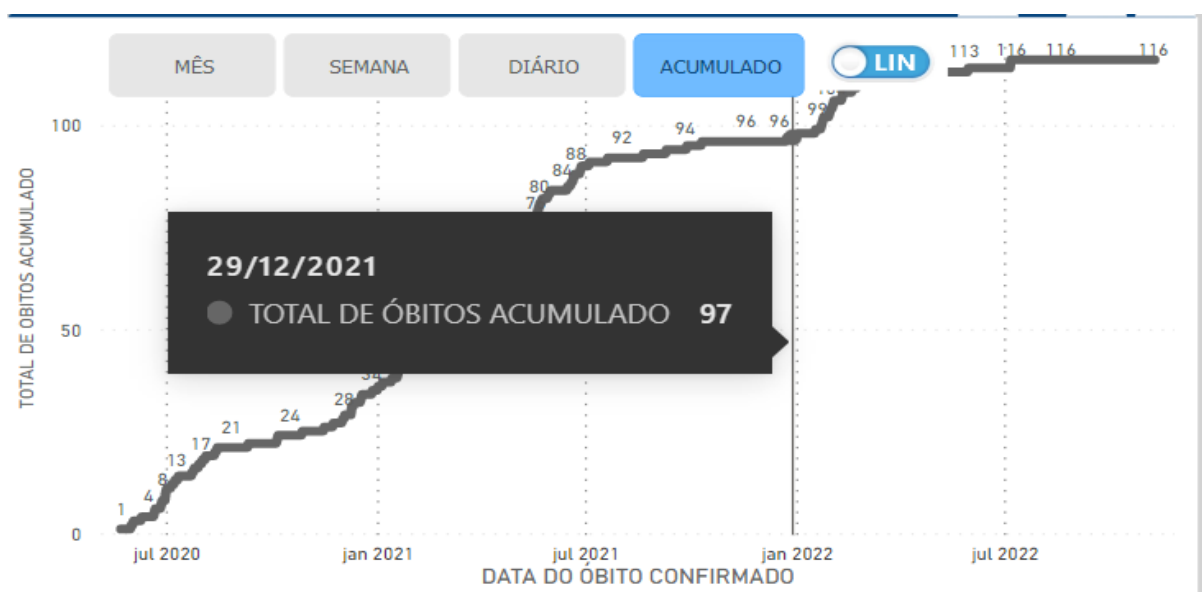 MÊS SEMANA DIÁRIO ACUMULADO LIN
113 116 116 116
99
100
92 94 96 96
88
84
80
TOTAL DE OBITOS ACUMULADO
29/12/2021
TOTAL DE ÓBITOS ACUMULADO 97
50
28
24
21
17
13
8
4
1
0
jul 2020 jan 2021 jul 2021 jan 2022 jul 2022
DATA DO ÓBITO CONFIRMADO